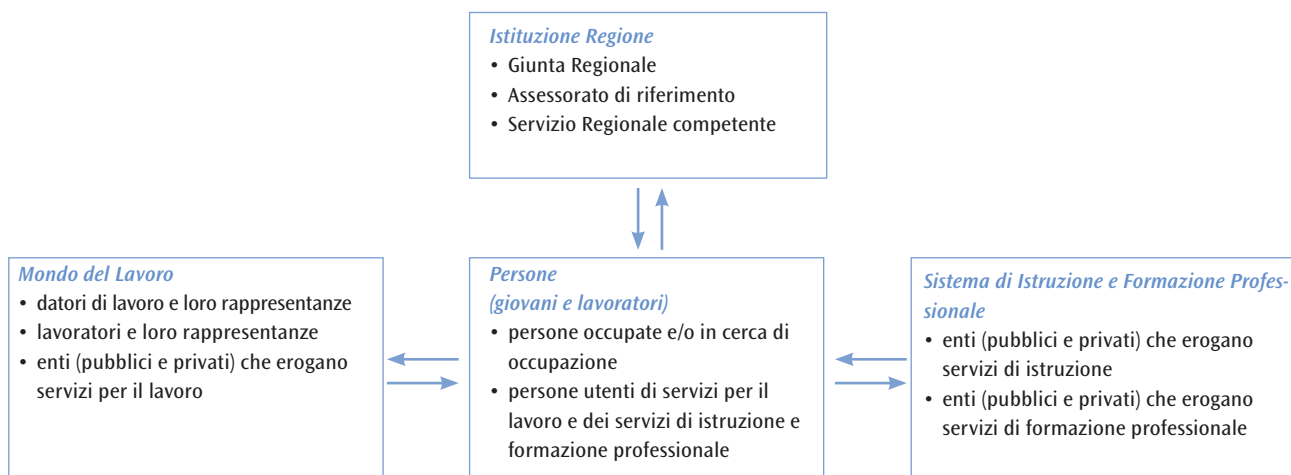 Istituzione Regione
• Giunta Regionale
• Assessorato di riferimento
• Servizio Regionale competente
Mondo del Lavoro
• datori di lavoro e loro rappresentanze
• lavoratori e loro rappresentanze
• enti (pubblici e privati) che erogano
servizi per il lavoro
Persone
(giovani e lavoratori)
• persone occupate e/o in cerca di
occupazione
• persone utenti di servizi per il
lavoro e dei servizi di istruzione e
formazione professionale
Sistema di Istruzione e Formazione Profes-
sionale
• enti (pubblici e privati) che erogano
servizi di istruzione
• enti (pubblici e privati) che erogano
servizi di formazione professionale